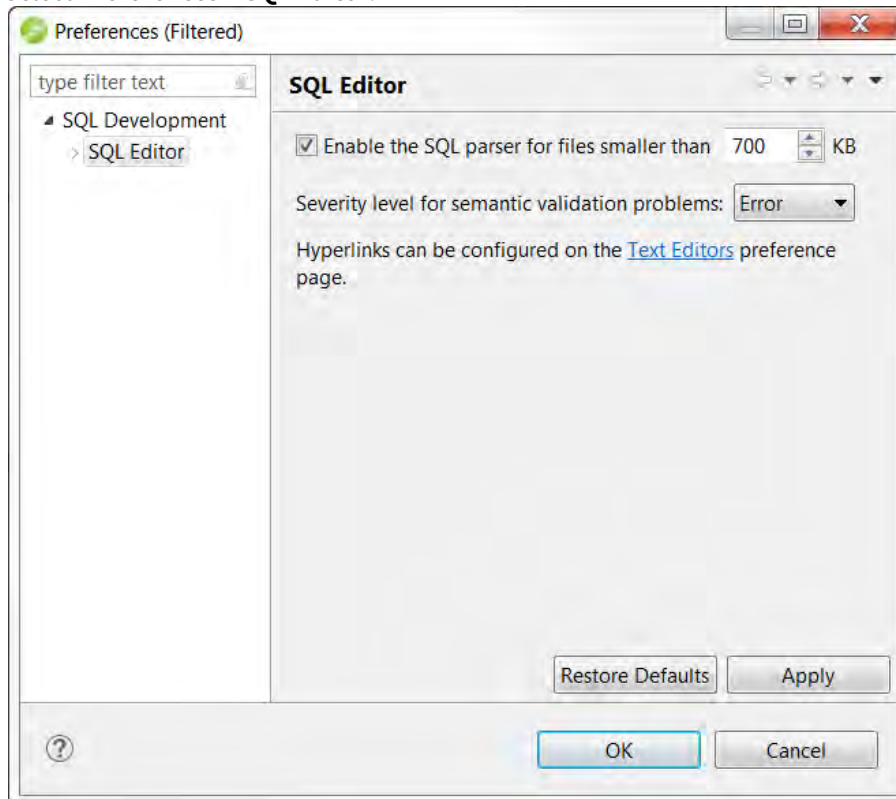 Preferences (Filtered)
type filter text
SQL Development
SQL Editor
SQL Editor
Enable the SQL parser for files smaller than 700 KB
Severity level for semantic validation problems: Error
Hyperlinks can be configured on the Text Editors preference
page.
Restore Defaults
Apply
OK
Cancel